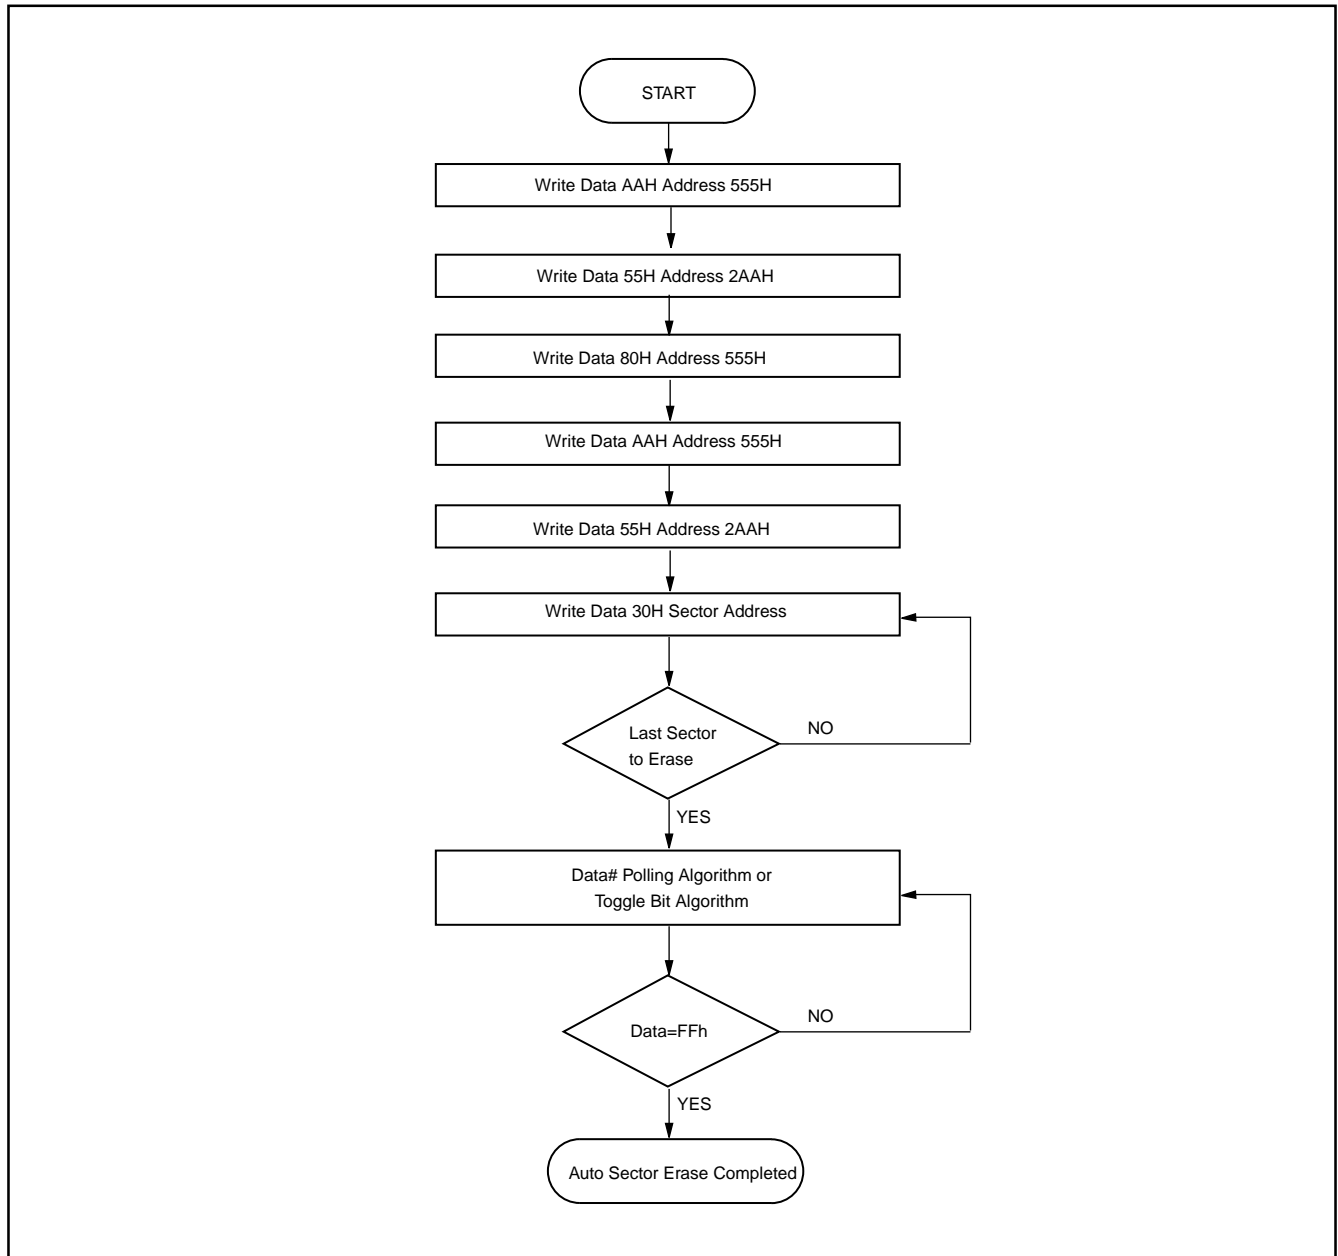 START
Write Data AAH Address 555H
Write Data 55H Address 2AAH
Write Data 80H Address 555H
Write Data AAH Address 555H
Write Data 55H Address 2AAH
Write Data 30H Sector Address
Last Sector
to Erase
NO
YES
Data# Polling Algorithm or
Toggle Bit Algorithm
Data=FFh
NO
YES
Auto Sector Erase Completed